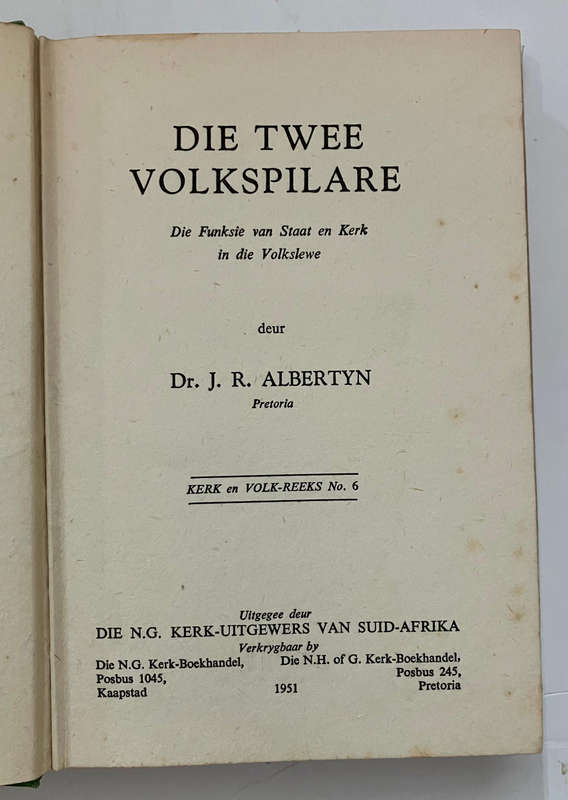 DIE TWEE
VOLKSPILARE
Die Funksie van Staat en Kerk
in die Volkslewe
deur
Dr. J. R. ALBERTYN
Pretoria
KERK en VOLK-REEKS No. 6
Uitgegee deur
DIE N.G. KERK-UITGEWERS VAN SUID-AFRIKA
Verkrygbaar by
Die N.G. Kerk-Boekhandel,
Posbus 1045,
Kaapstad
Die N.H. of G. Kerk-Boekhandel,
Posbus 245,
Pretoria
1951